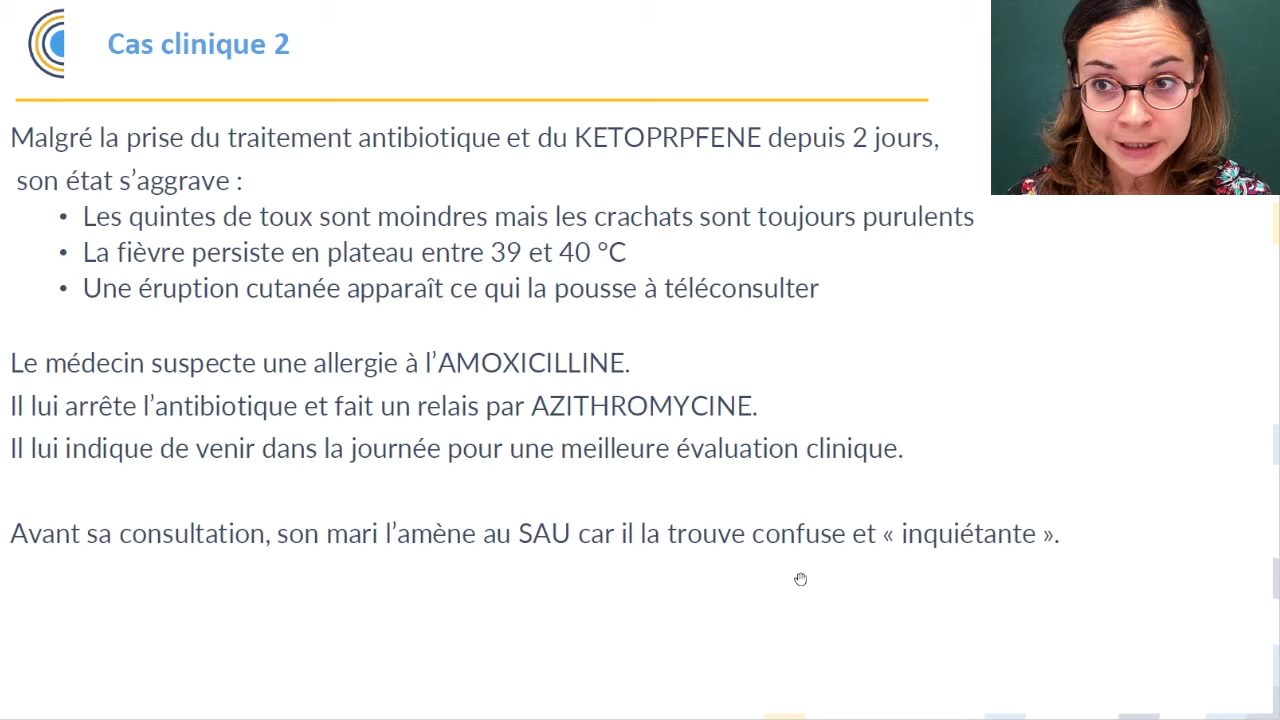 Cas clinique 2
Malgré la prise du traitement antibiotique et du KETOPRPFENE depuis 2 jours,
son état s’aggrave :
• Les quintes de toux sont moindres mais les crachats sont toujours purulents
• La fièvre persiste en plateau entre 39 et 40 °C
• Une éruption cutanée apparaît ce qui la pousse à téléconsulter
Le médecin suspecte une allergie à l’AMOXICILLINE.
Il lui arrête l’antibiotique et fait un relais par AZITHROMYCINE.
Il lui indique de venir dans la journée pour une meilleure évaluation clinique.
Avant sa consultation, son mari l’amène au SAU car il la trouve confuse et « inquiétante ».